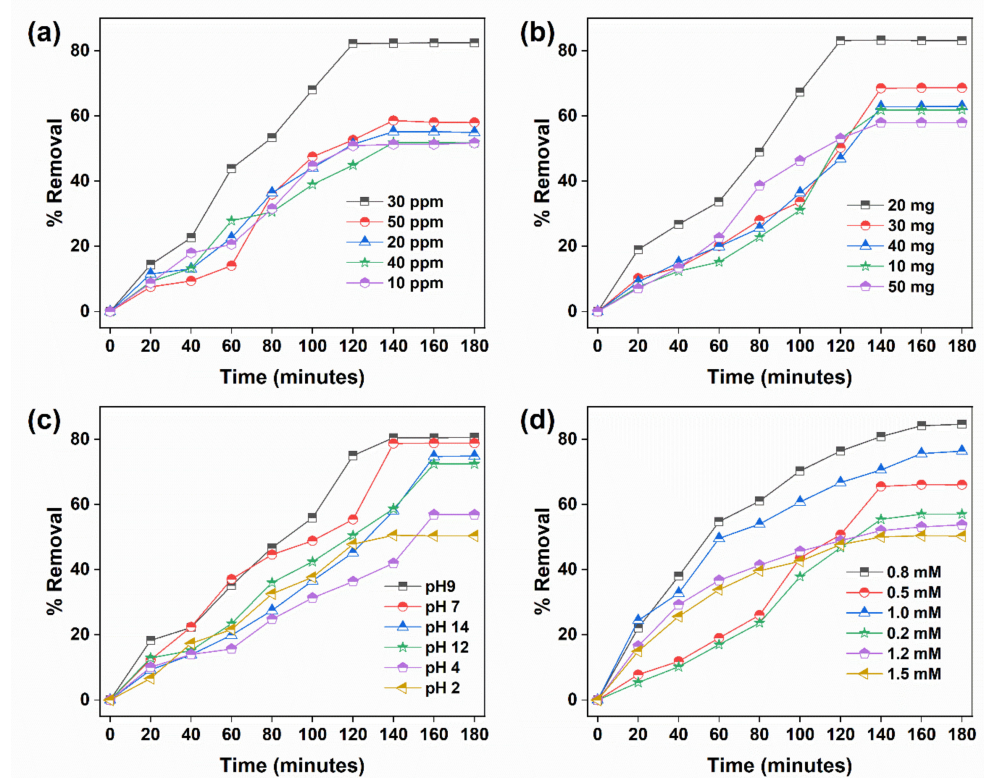 (a)
% Removal
80
60
40
20
0
30 ppm
50 ppm
20 ppm
40 ppm
10 ppm
0 20 40 60 80 100 120 140 160 180
Time (minutes)
(b)
% Removal
80
60
40
20
0
20 mg
30 mg
40 mg
10 mg
50 mg
0 20 40 60 80 100 120 140 160 180
Time (minutes)
(c)
% Removal
80
60
40
20
0
pH9
pH 7
pH 14
pH 12
pH 4
pH 2
0 20 40 60 80 100 120 140 160 180
Time (minutes)
(d)
% Removal
80
60
40
20
0
0.8 mM
0.5 mM
1.0 mM
0.2 mM
1.2 mM
1.5 mM
0 20 40 60 80 100 120 140 160 180
Time (minutes)